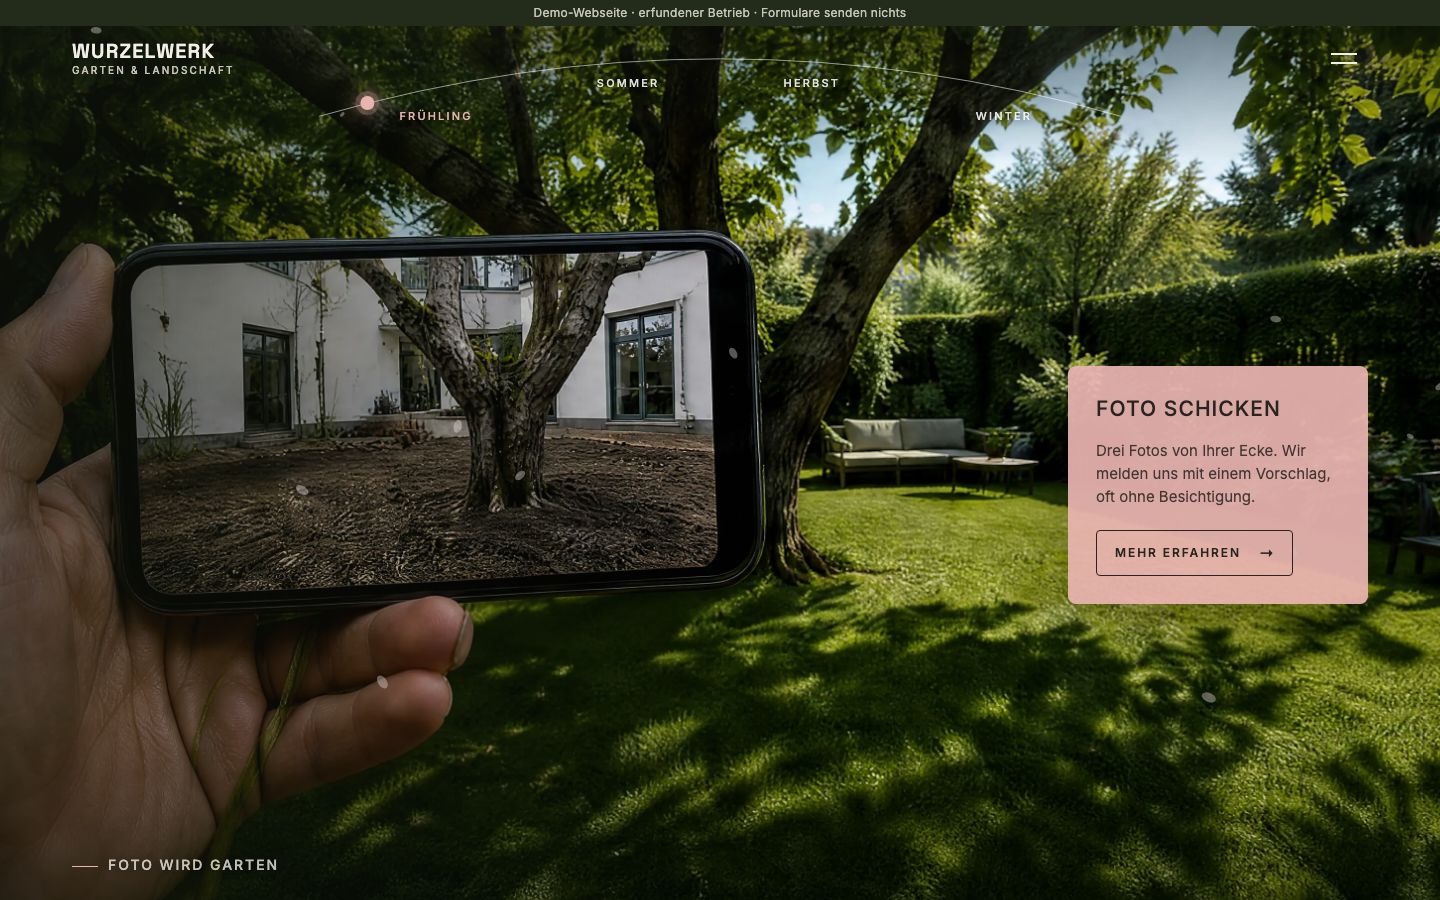 Demo-Webseite · erfundener Betrieb · Formulare senden nichts
WURZELWERK
GARTEN & LANDSCHAFT
SOMMER
HERBST
FRÜHLING
WINTER
FOTO SCHICKEN
Drei Fotos von Ihrer Ecke. Wir
melden uns mit einem Vorschlag,
oft ohne Besichtigung.
MEHR ERFAHREN →
FOTO WIRD GARTEN